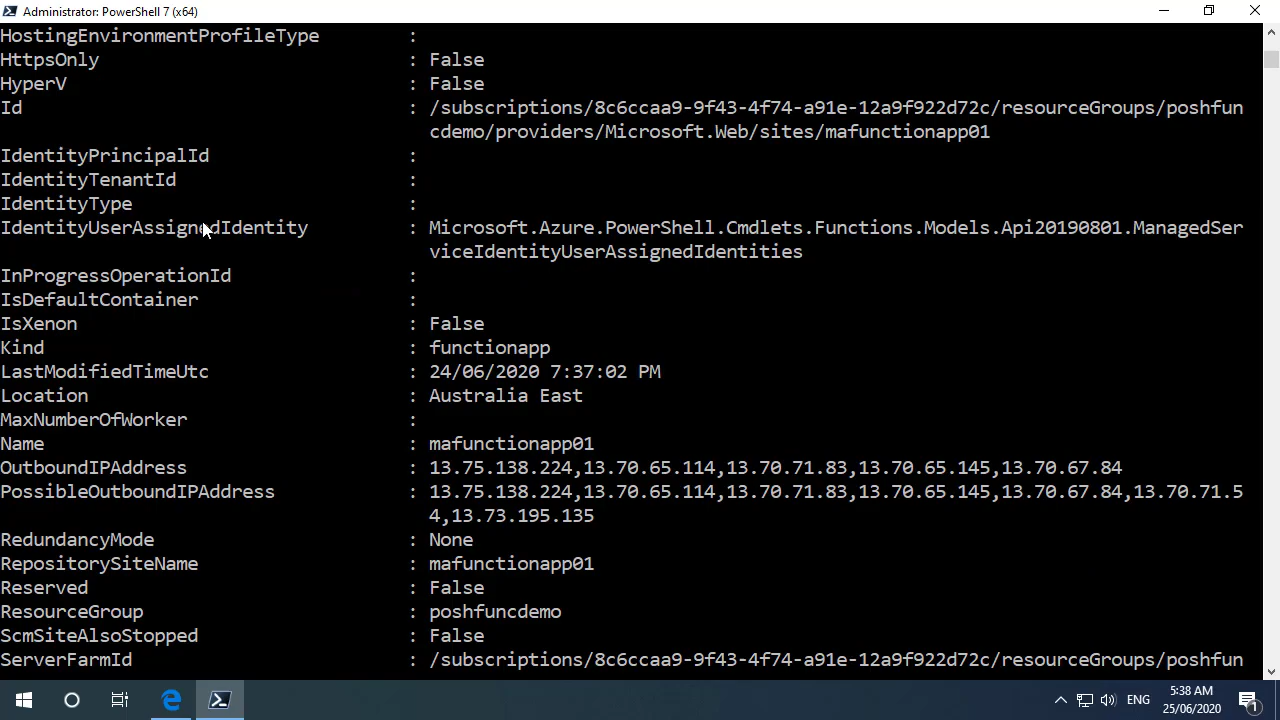 Administrator: PowerShell 7 (x64)
HostingEnvironmentProfileType :
HttpsOnly : False
HyperV : False
Id : /subscriptions/8c6ccaa9-9f43-4f74-a91e-12a9f922d72c/resourceGroups/poshfun
cdemo/providers/Microsoft.Web/sites/mafunctionapp01
IdentityPrincipalId :
IdentityTenantId :
IdentityType :
IdentityUserAssignedIdentity : Microsoft.Azure.PowerShell.Cmdlets.Functions.Models.Api20190801.ManagedSer
viceIdentityUserAssignedIdentities
InProgressOperationId :
IsDefaultContainer :
IsXenon : False
Kind : functionapp
LastModifiedTimeUtc : 24/06/2020 7:37:02 PM
Location : Australia East
MaxNumberOfWorker :
Name : mafunctionapp01
OutboundIPAddress : 13.75.138.224,13.70.65.114,13.70.71.83,13.70.65.145,13.70.67.84
PossibleOutboundIPAddress : 13.75.138.224,13.70.65.114,13.70.71.83,13.70.65.145,13.70.67.84,13.70.71.5
4,13.73.195.135
RedundancyMode : None
RepositorySiteName : mafunctionapp01
Reserved : False
ResourceGroup : poshfuncdemo
ScmSiteAlsoStopped : False
ServerFarmId : /subscriptions/8c6ccaa9-9f43-4f74-a91e-12a9f922d72c/resourceGroups/poshfun
ENG
5:38 AM
25/06/2020
1